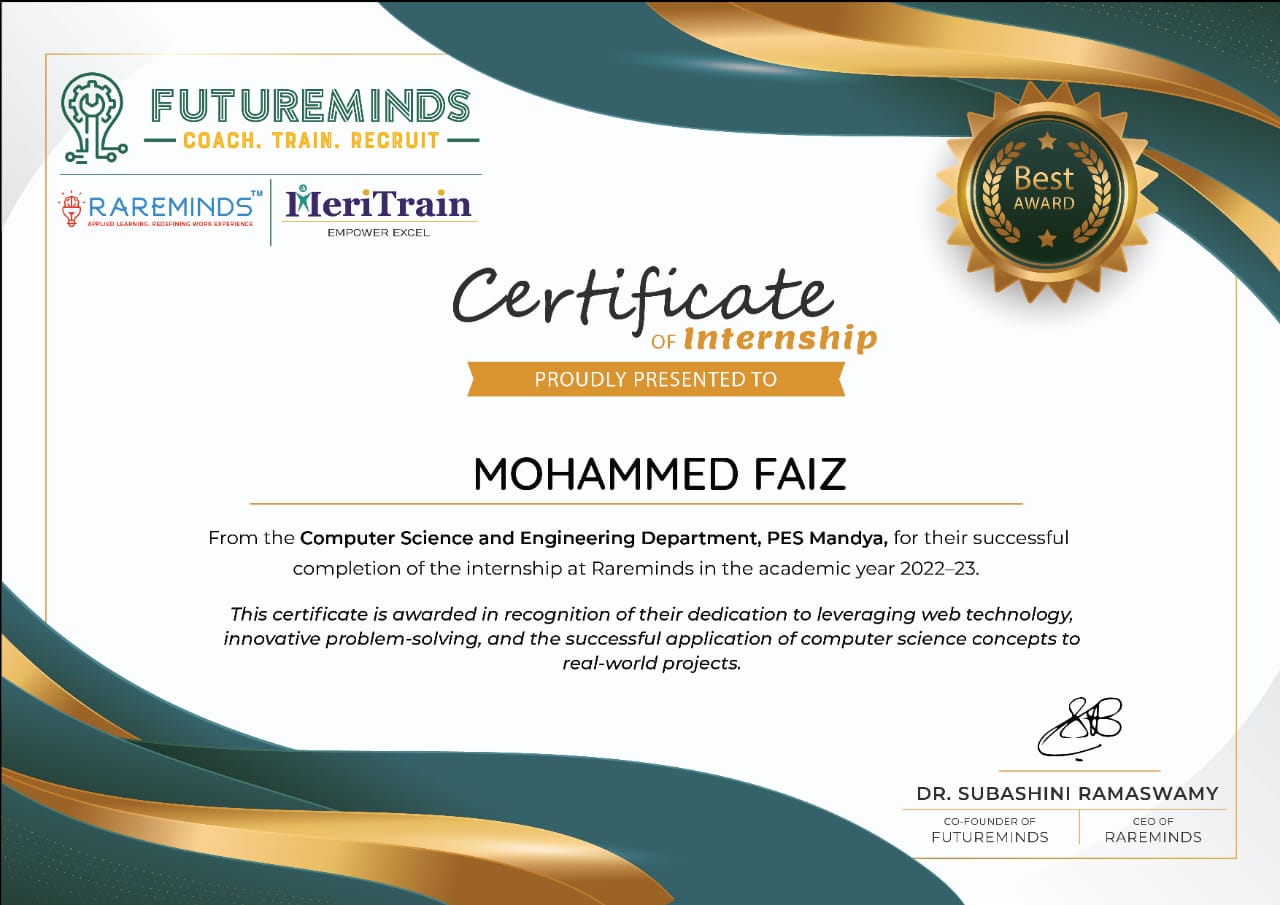 FUTUREMINDS
COACH. TRAIN. RECRUIT
RAREMINDS™
APPLIED LEARNING. REDEFINING WORK EXPERIENCE
MeriTrain
EMPOWER EXCEL
Best
AWARD
Certificate
OF Internship
PROUDLY PRESENTED TO
MOHAMMED FAIZ
From the Computer Science and Engineering Department, PES Mandya, for their successful
completion of the internship at Rareminds in the academic year 2022–23.
This certificate is awarded in recognition of their dedication to leveraging web technology,
innovative problem-solving, and the successful application of computer science concepts to
real-world projects.
DR. SUBASHINI RAMASWAMY
CO-FOUNDER OF
FUTUREMINDS
CEO OF
RAREMINDS